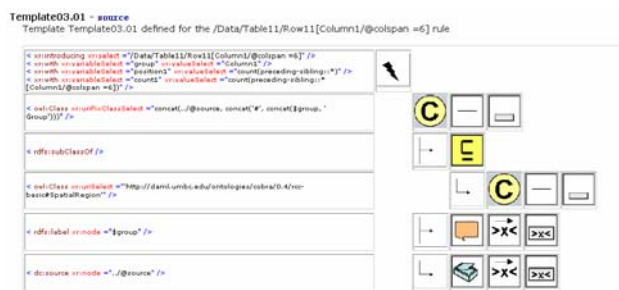 Template03.01 - source
Template Template03.01 defined for the /Data/Table11/Row11[Column1/@colspan =6] rule
< xr:introducing xr:select ="/Data/Table11/Row11[Column1/@colspan =6]" />
< xr:with xr:variableSelect ="group" xr:valueSelect ="Column1" />
< xr:with xr:variableSelect ="position1" xr:valueSelect ="count(preceding-sibling::*)" />
< xr:with xr:variableSelect ="count1" xr:valueSelect ="count(preceding-sibling::*
[Column1/@colspan =6])" />
< owl:Class xr:urifixClassSelect ="concat(../@source, concat('#', concat($group, '
Group')))" />
C
< rdfs:subClassOf />
⊑
< owl:Class xr:uriSelect ="'http://daml.umbc.edu/ontologies/cobra/0.4/rcc-
basic#SpatialRegion'" />
C
< rdfs:label xr:node ="$group" />
>x< >x<
< dc:source xr:node ="../@source" />
>x< >x<